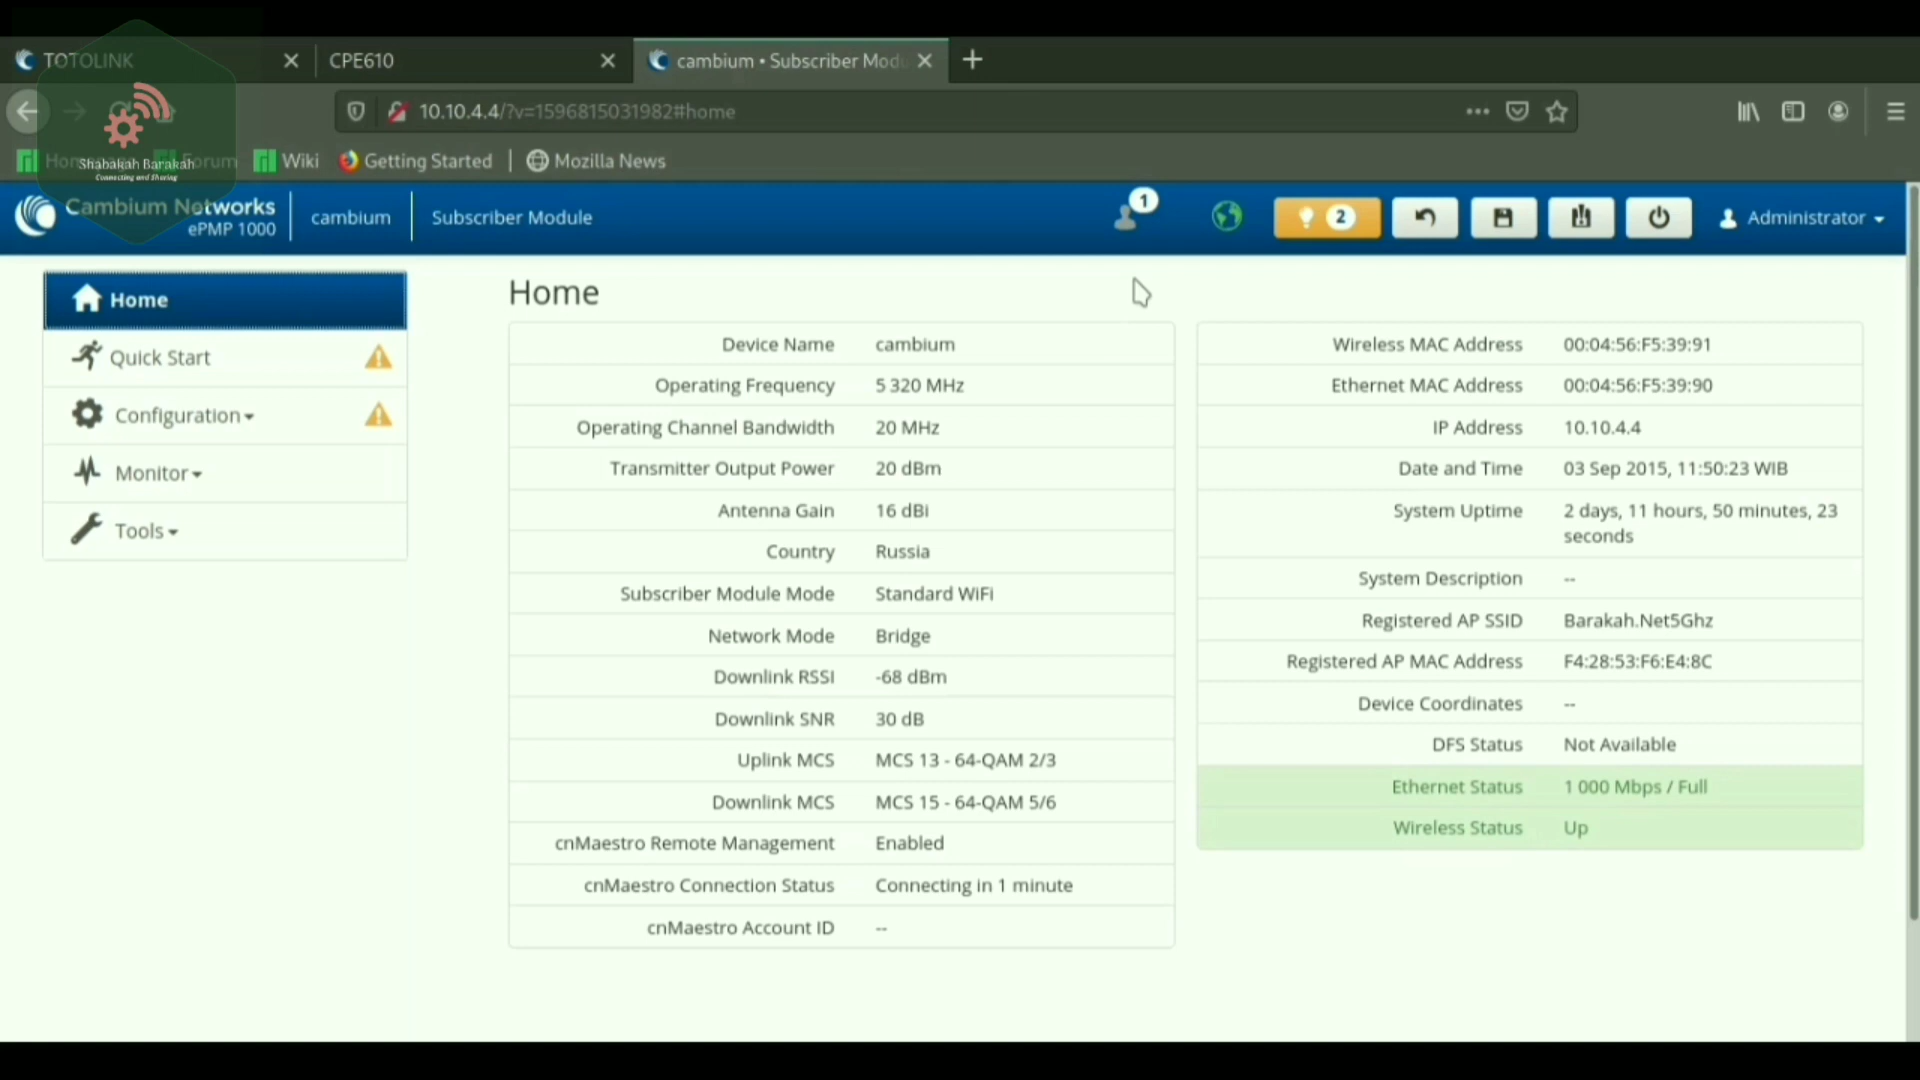 TOTOLINK
CPE610
cambium • Subscriber Modu
10.10.4.4/?v=1596815031982#home
Forum
Wiki
Getting Started
Mozilla News
Shabakah Barakah
Connecting and Sharing
Cambium Networks
ePMP 1000
cambium
Subscriber Module
1
2
Administrator
Home
Quick Start
Configuration
Monitor
Tools
Home
Device Name cambium
Operating Frequency 5 320 MHz
Operating Channel Bandwidth 20 MHz
Transmitter Output Power 20 dBm
Antenna Gain 16 dBi
Country Russia
Subscriber Module Mode Standard WiFi
Network Mode Bridge
Downlink RSSI -68 dBm
Downlink SNR 30 dB
Uplink MCS MCS 13 - 64-QAM 2/3
Downlink MCS MCS 15 - 64-QAM 5/6
cnMaestro Remote Management Enabled
cnMaestro Connection Status Connecting in 1 minute
cnMaestro Account ID --
Wireless MAC Address 00:04:56:F5:39:91
Ethernet MAC Address 00:04:56:F5:39:90
IP Address 10.10.4.4
Date and Time 03 Sep 2015, 11:50:23 WIB
System Uptime 2 days, 11 hours, 50 minutes, 23
seconds
System Description --
Registered AP SSID Barakah.Net5Ghz
Registered AP MAC Address F4:28:53:F6:E4:8C
Device Coordinates --
DFS Status Not Available
Ethernet Status 1 000 Mbps / Full
Wireless Status Up